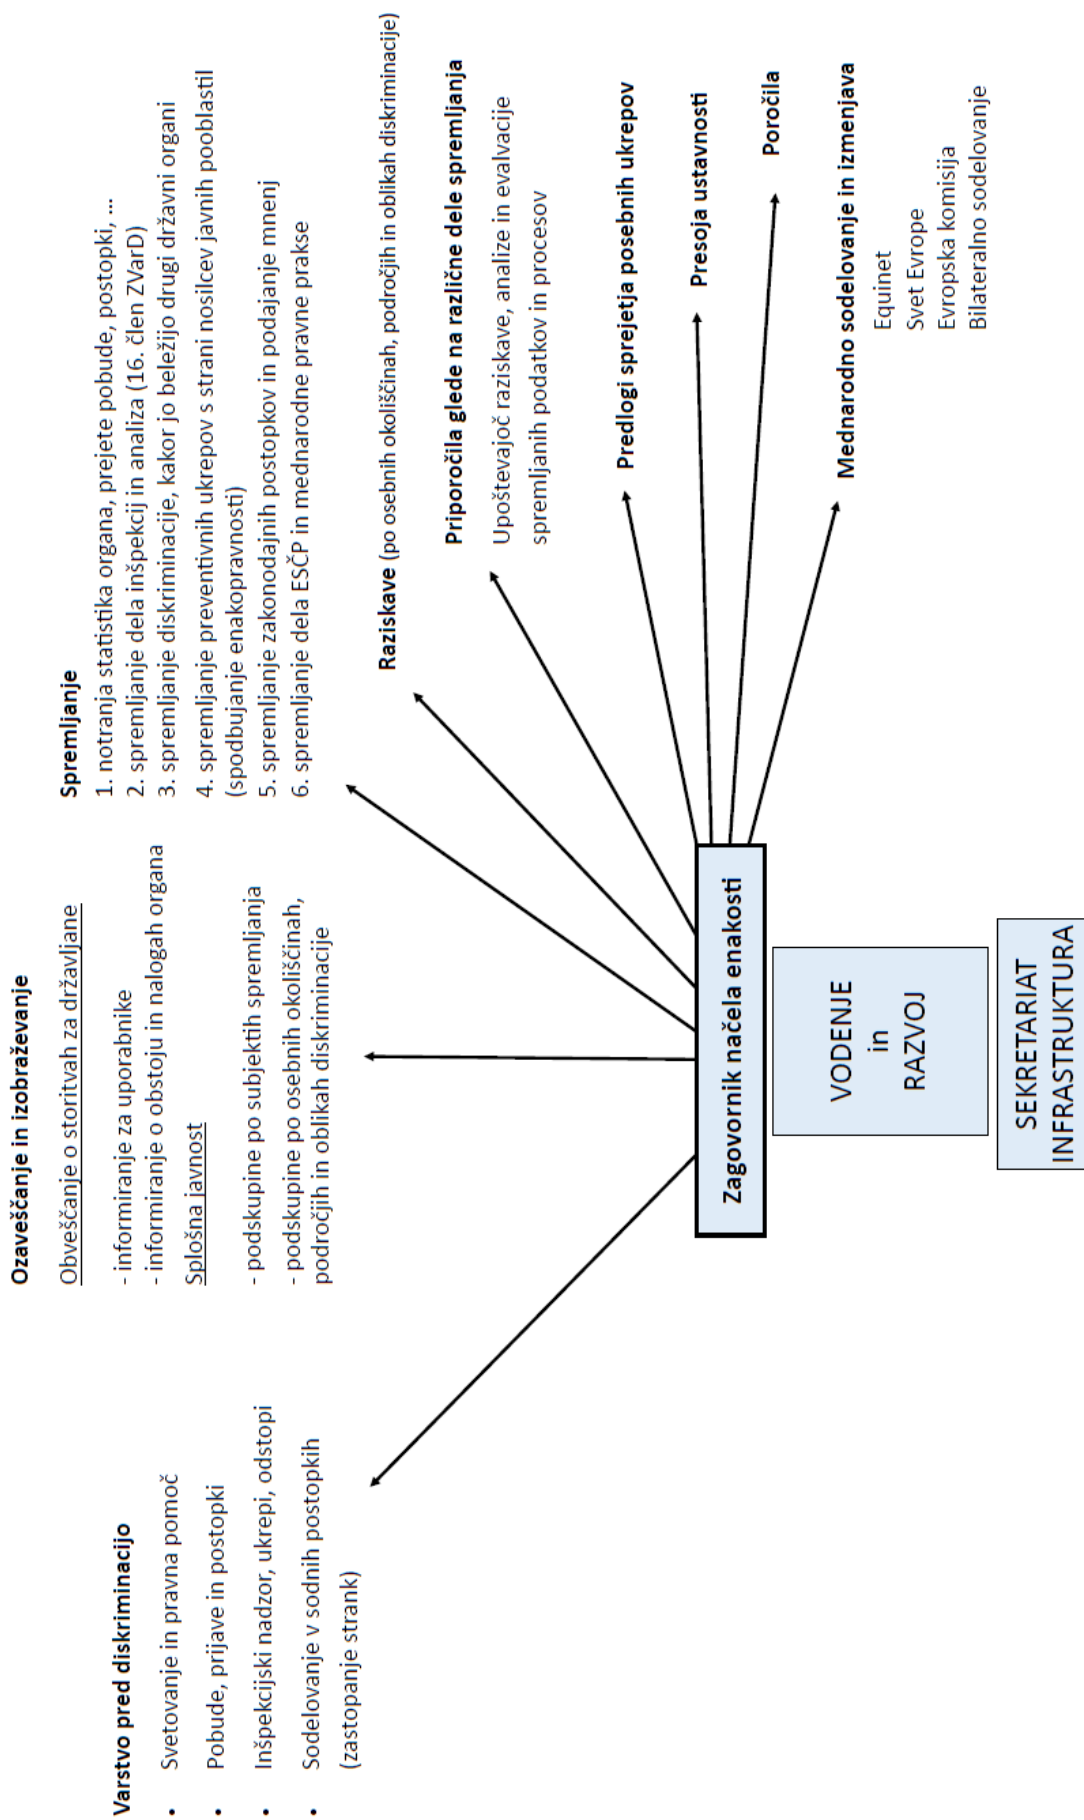 Varstvo pred diskriminacijo
• Svetovanje in pravna pomoč
• Pobude, prijave in postopki
• Inšpekcijski nadzor, ukrepi, odstopi
• Sodelovanje v sodnih postopkih
(zastopanje strank)
Ozaveščanje in izobraževanje
Obveščanje o storitvah za državljane
- informiranje za uporabnike
- informiranje o obstoju in nalogah organa
Splošna javnost
- podskupine po subjektih spremljanja
- podskupine po osebnih okoliščinah,
področjih in oblikah diskriminacije
Spremljanje
1. notranja statistika organa, prejete pobude, postopki, ...
2. spremljanje dela inšpekcij in analiza (16. člen ZVarD)
3. spremljanje diskriminacije, kakor jo beležijo drugi državni organi
4. spremljanje preventivnih ukrepov s strani nosilcev javnih pooblastil
(spodbujanje enakopravnosti)
5. spremljanje zakonodajnih postopkov in podajanje mnenj
6. spremljanje dela ESČP in mednarodne pravne prakse
Raziskave (po osebnih okoliščinah, področjih in oblikah diskriminacije)
Priporočila glede na različne dele spremljanja
Upoštevajoč raziskave, analize in evalvacije
spremljanih podatkov in procesov
Predlogi sprejetja posebnih ukrepov
Presoja ustavnosti
Poročila
Mednarodno sodelovanje in izmenjava
Equinet
Svet Evrope
Evropska komisija
Bilateralno sodelovanje
Zagovornik načela enakosti
VODENJE
in
RAZVOJ
SEKRETARIAT
INFRASTRUKTURA